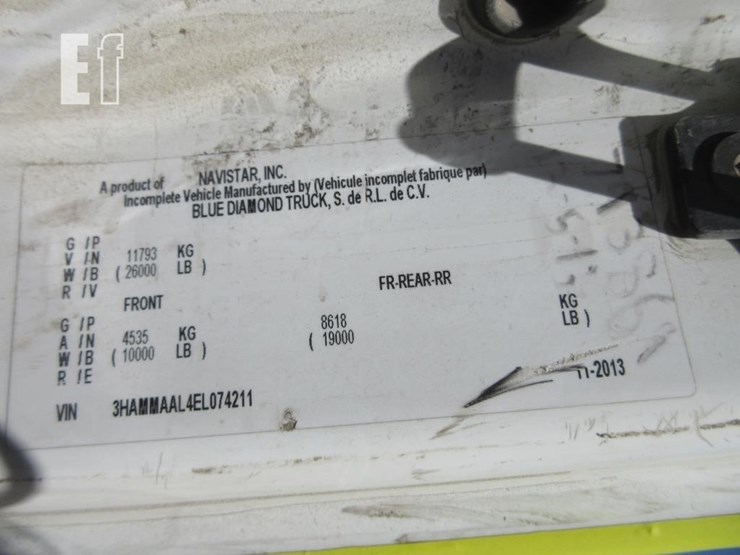 Ef
A product of NAVISTAR, INC.
Incomplete Vehicle Manufactured by (Vehicule incomplet fabrique par)
BLUE DIAMOND TRUCK, S. de R.L. de C.V.
G / P
V / N 11793 KG
W / B ( 26000 LB )
R / V
FRONT FR-REAR-RR
G / P
A / N 4535 KG 8618 KG
W / B ( 10000 LB ) ( 19000 LB )
R / E
11-2013
VIN 3HAMMAAL4EL074211